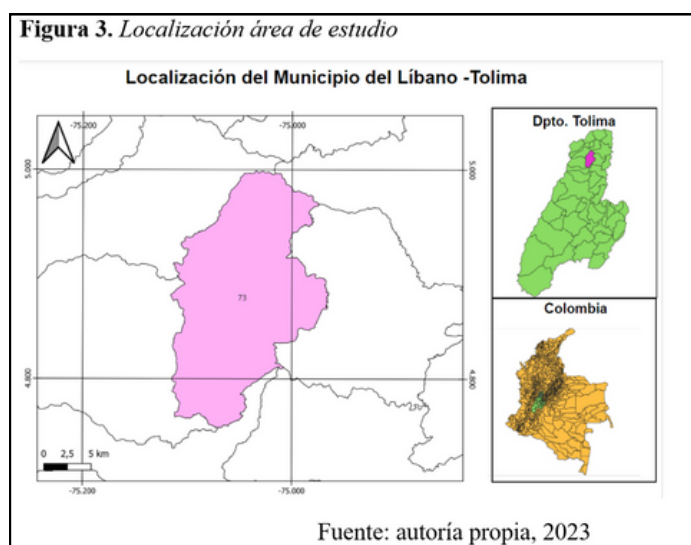 Figura 3. Localización área de estudio
Localización del Municipio del Líbano -Tolima
-75.200
-75.000
5.000
5.000
73
4.800
4.800
0 2,5 5 km
-75.200
-75.000
Dpto. Tolima
Colombia
Fuente: autoría propia, 2023